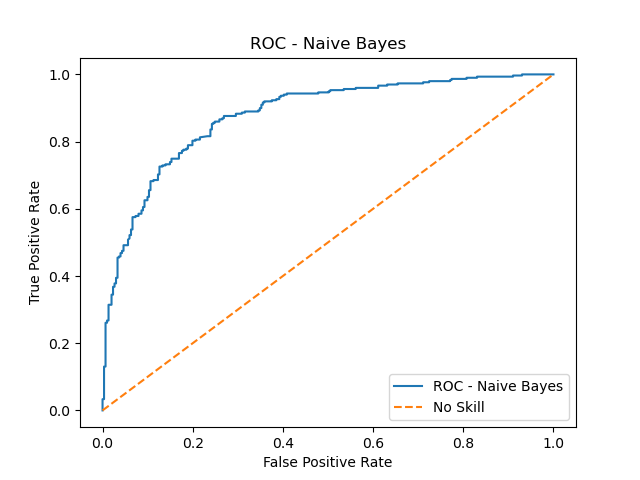 ROC - Naive Bayes
True Positive Rate
1.0
0.8
0.6
0.4
0.2
0.0
0.0 0.2 0.4 0.6 0.8 1.0
False Positive Rate
ROC - Naive Bayes
No Skill